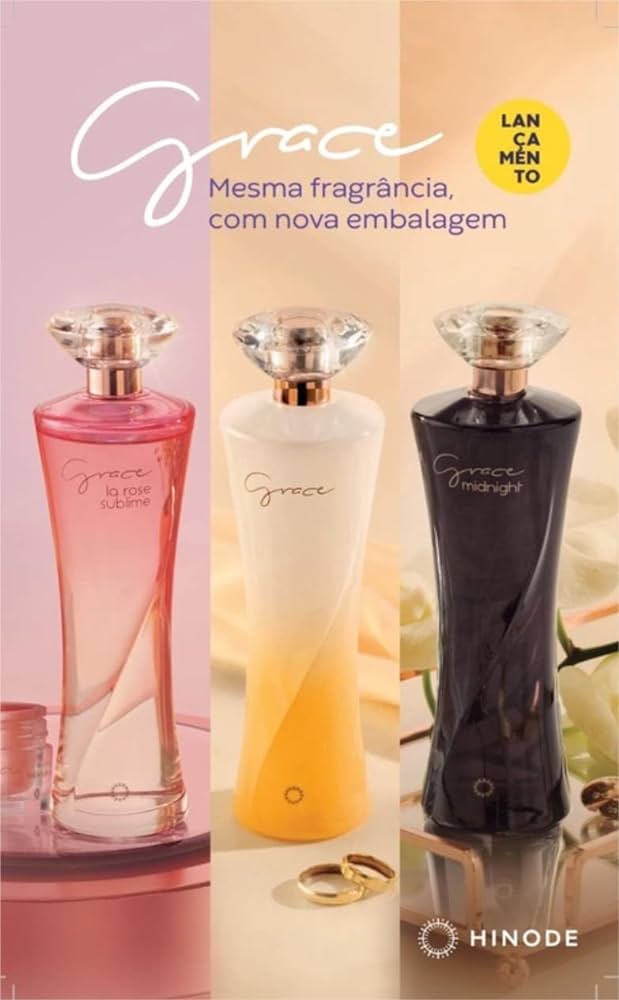 Grace
LAN
ÇA
MEN
TO
Mesma fragrância,
com nova embalagem
Grace
la rose
sublime
Grace
Grace
midnight
HINODE